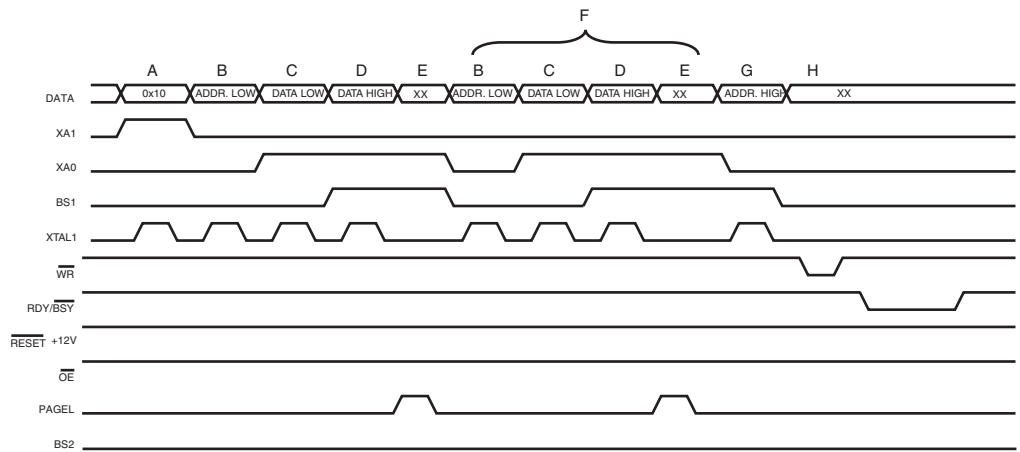 F
A B C D E B C D E G H
DATA 0x10 ADDR. LOW DATA LOW DATA HIGH XX ADDR. LOW DATA LOW DATA HIGH XX ADDR. HIGH XX
XA1
XA0
BS1
XTAL1
WR
RDY/BSY
RESET +12V
OE
PAGEL
BS2